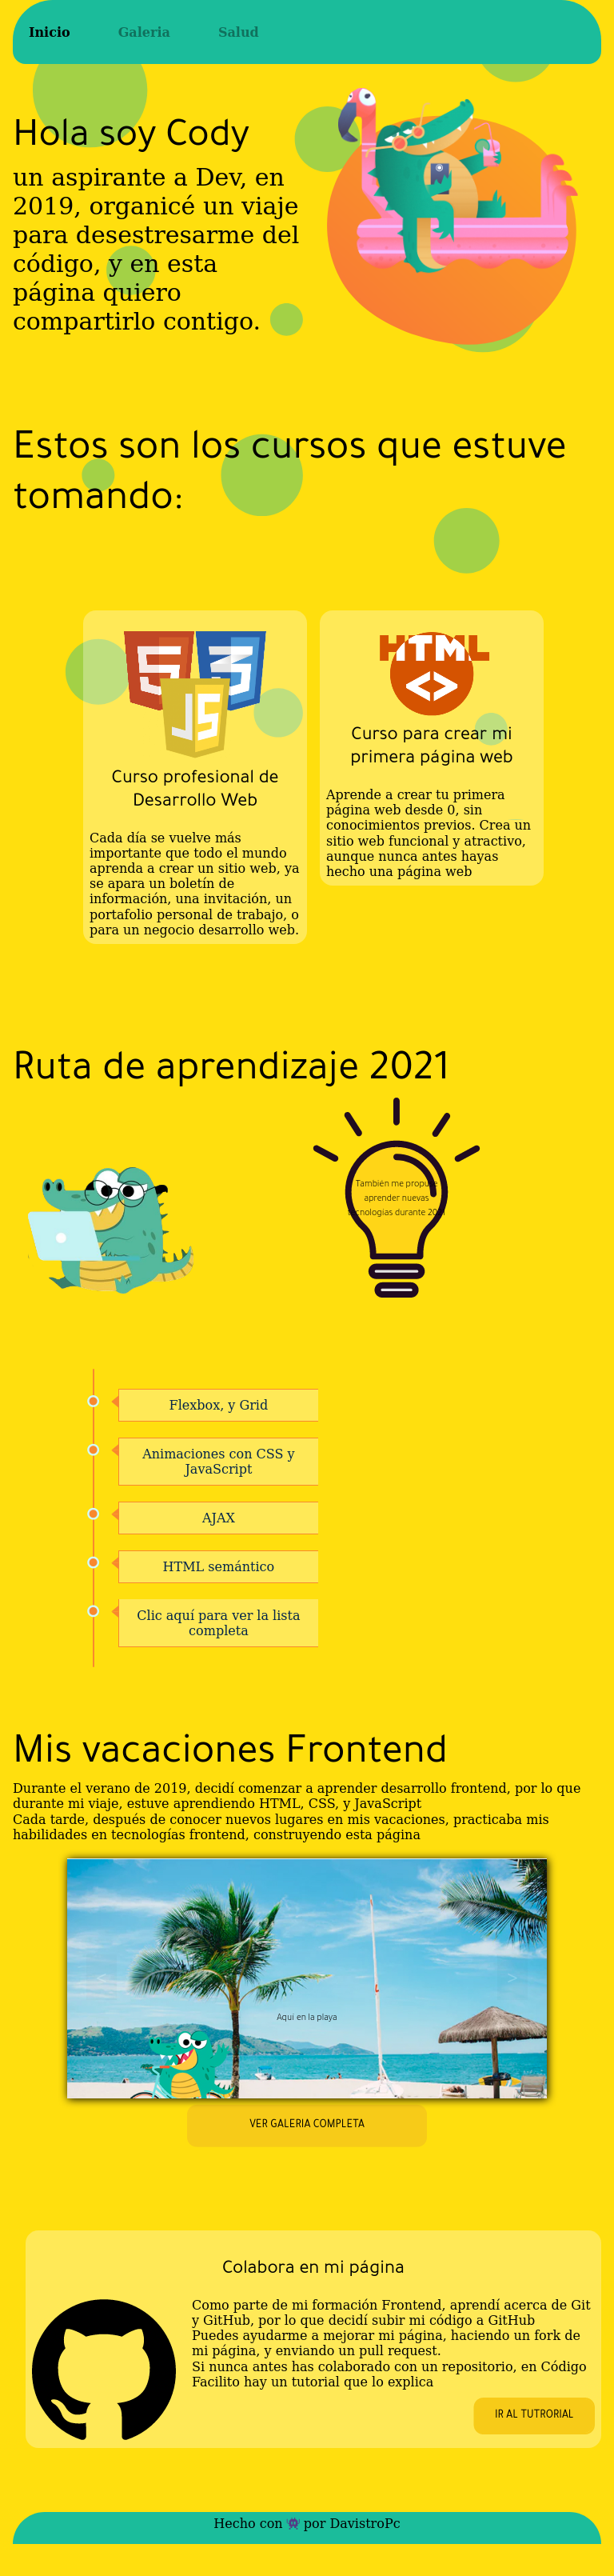 Inicio Galeria Salud
Hola soy Cody
un aspirante a Dev, en
2019, organicé un viaje
para desestresarme del
código, y en esta
página quiero
compartirlo contigo.
Estos son los cursos que estuve
tomando:
5 3
JS
Curso profesional de
Desarrollo Web
Cada día se vuelve más
importante que todo el mundo
aprenda a crear un sitio web, ya
se apara un boletín de
información, una invitación, un
portafolio personal de trabajo, o
para un negocio desarrollo web.
HTML
<>
Curso para crear mi
primera página web
Aprende a crear tu primera
página web desde 0, sin
conocimientos previos. Crea un
sitio web funcional y atractivo,
aunque nunca antes hayas
hecho una página web
Ruta de aprendizaje 2021
También me propuse
aprender nuevas
tecnologías durante 2021
Flexbox, y Grid
Animaciones con CSS y
JavaScript
AJAX
HTML semántico
Clic aquí para ver la lista
completa
Mis vacaciones Frontend
Durante el verano de 2019, decidí comenzar a aprender desarrollo frontend, por lo que
durante mi viaje, estuve aprendiendo HTML, CSS, y JavaScript
Cada tarde, después de conocer nuevos lugares en mis vacaciones, practicaba mis
habilidades en tecnologías frontend, construyendo esta página
Aqui en la playa
VER GALERIA COMPLETA
Colabora en mi página
Como parte de mi formación Frontend, aprendí acerca de Git
y GitHub, por lo que decidí subir mi código a GitHub
Puedes ayudarme a mejorar mi página, haciendo un fork de
mi página, y enviando un pull request.
Si nunca antes has colaborado con un repositorio, en Código
Facilito hay un tutorial que lo explica
IR AL TUTRORIAL
Hecho con 👾 por DavistroPc